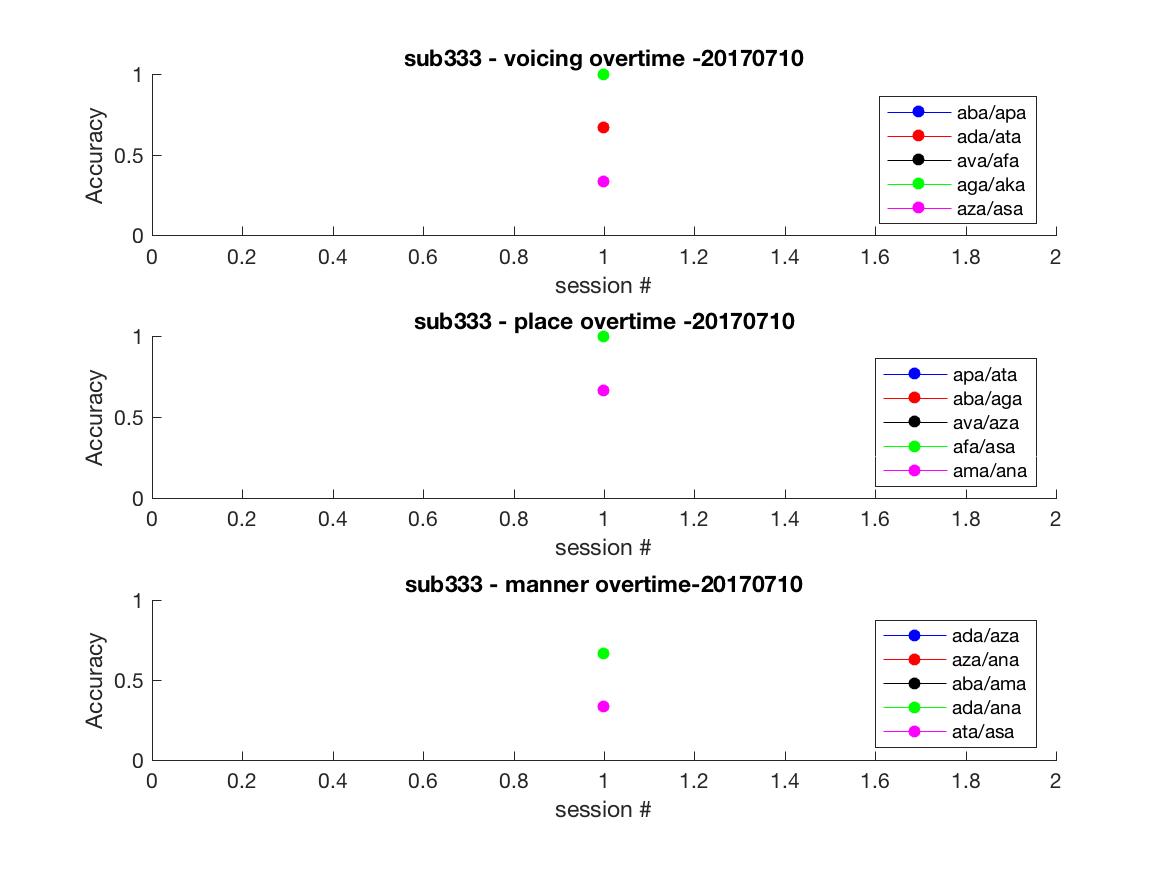 sub333 - voicing overtime -20170710
1
0.5
0
Accuracy
aba/apa
ada/ata
ava/afa
aga/aka
aza/asa
0 0.2 0.4 0.6 0.8 1 1.2 1.4 1.6 1.8 2
session #
sub333 - place overtime -20170710
1
0.5
0
Accuracy
apa/ata
aba/aga
ava/aza
afa/asa
ama/ana
0 0.2 0.4 0.6 0.8 1 1.2 1.4 1.6 1.8 2
session #
sub333 - manner overtime-20170710
1
0.5
0
Accuracy
ada/aza
aza/ana
aba/ama
ada/ana
ata/asa
0 0.2 0.4 0.6 0.8 1 1.2 1.4 1.6 1.8 2
session #